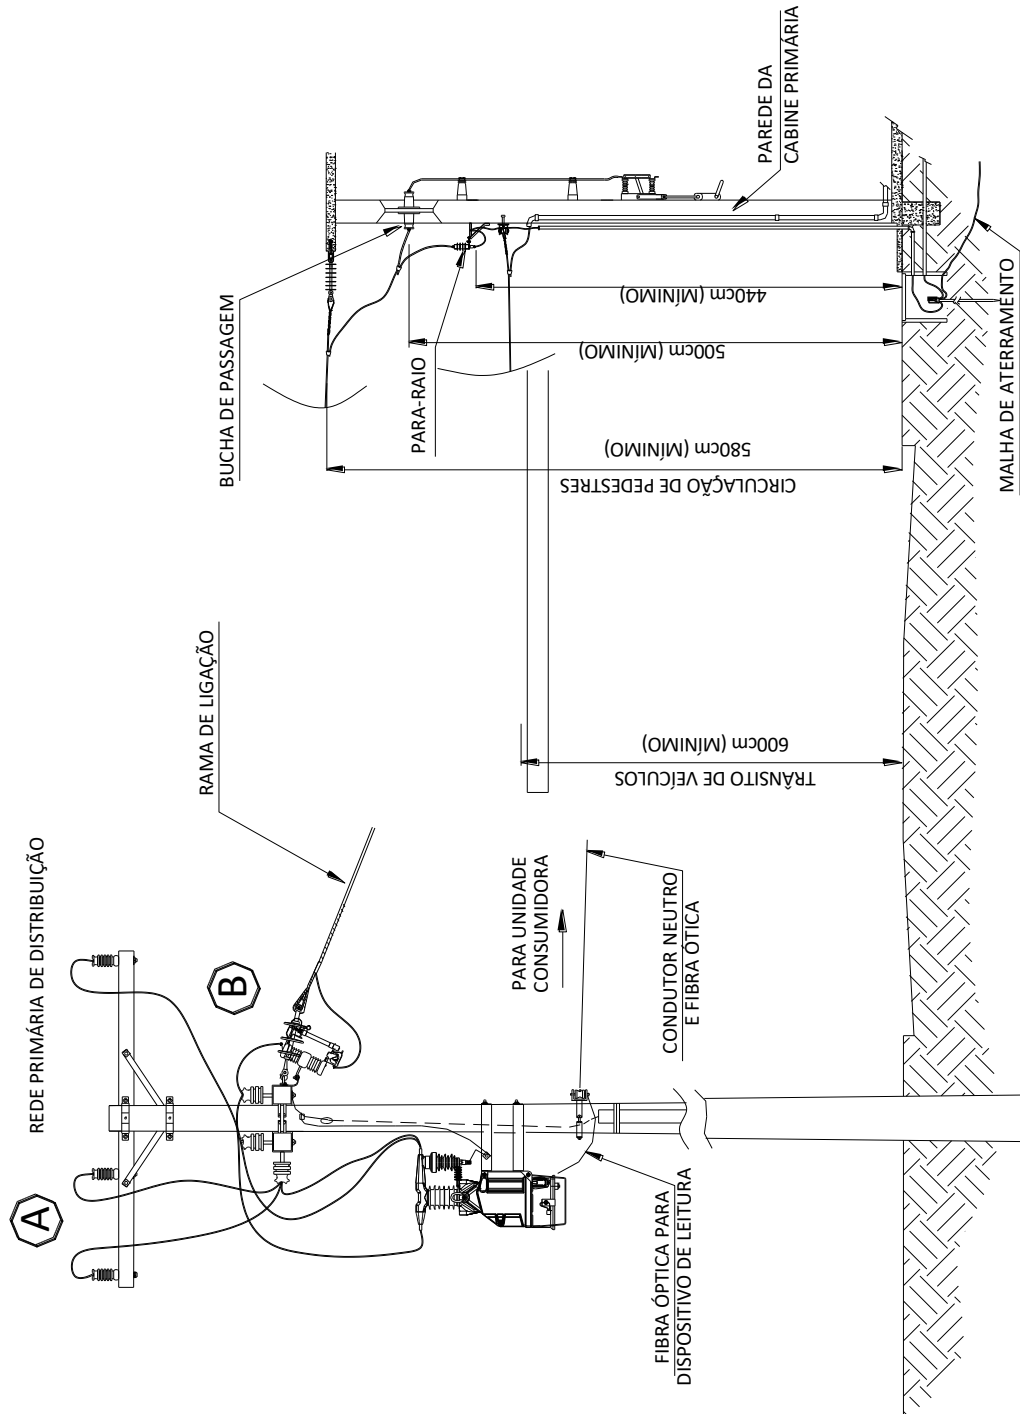 REDE PRIMÁRIA DE DISTRIBUIÇÃO
A
B
RAMA DE LIGAÇÃO
BUCHA DE PASSAGEM
PARA-RAIO
PAREDE DA
CABINE PRIMÁRIA
440cm (MÍNIMO)
500cm (MÍNIMO)
580cm (MÍNIMO)
CIRCULAÇÃO DE PEDESTRES
600cm (MÍNIMO)
TRÂNSITO DE VEÍCULOS
PARA UNIDADE
CONSUMIDORA
CONDUTOR NEUTRO
E FIBRA ÓTICA
FIBRA ÓPTICA PARA
DISPOSITIVO DE LEITURA
MALHA DE ATERRAMENTO